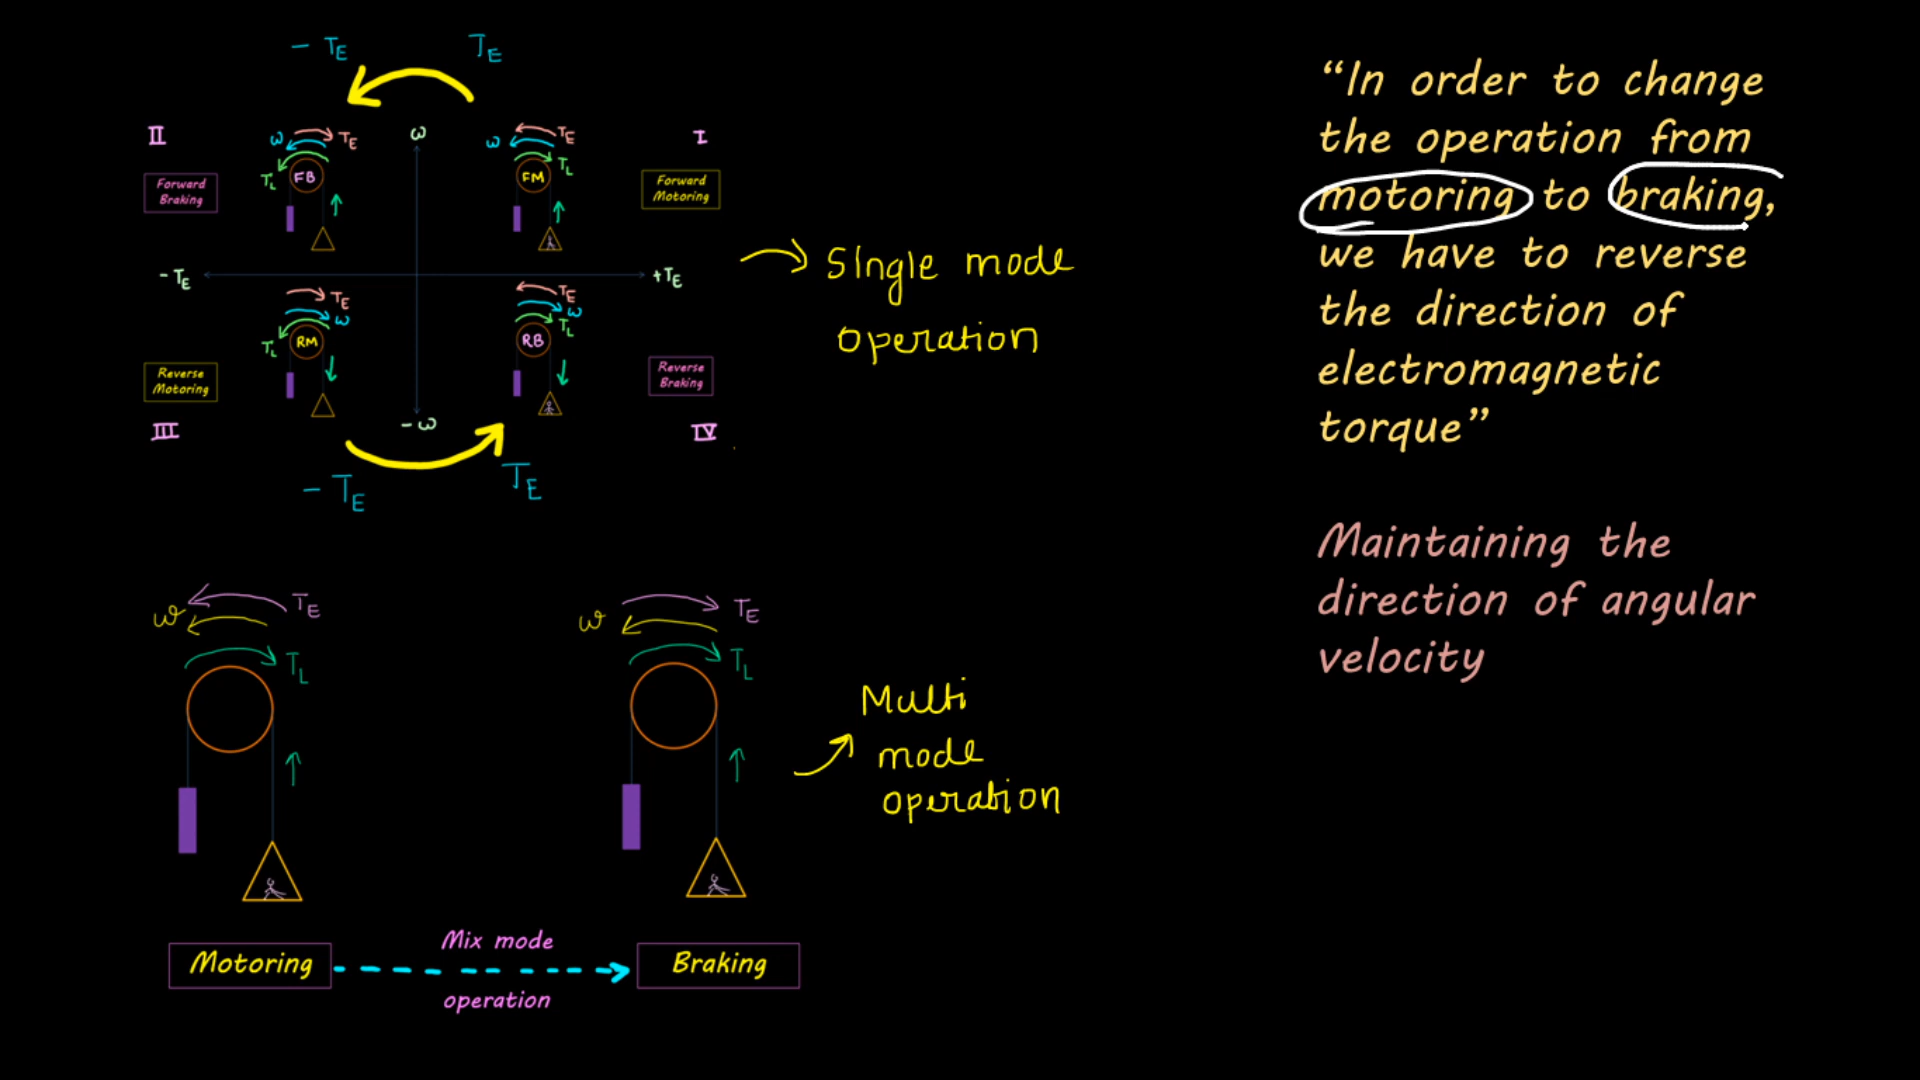 - TE
TE
II
ω
TE
TL
FB
Forward
Braking
ω
ω
TE
TL
FM
I
Forward
Motoring
- TE
+TE
TE
ω
TL
RM
Reverse
Motoring
III
- ω
TE
ω
TL
RB
Reverse
Braking
IV
- TE
TE
Single mode
operation
ω
TE
TL
ω
TE
TL
Multi
mode
operation
Motoring
Mix mode
operation
Braking
“In order to change
the operation from
motoring to braking,
we have to reverse
the direction of
electromagnetic
torque”
Maintaining the
direction of angular
velocity